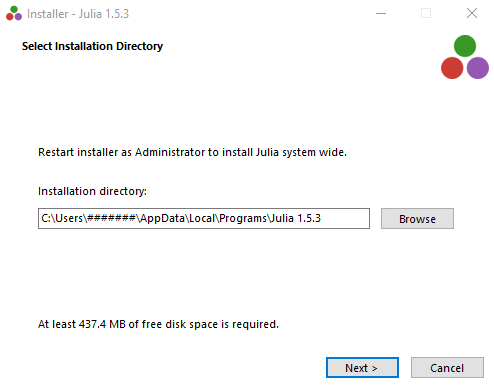 Installer - Julia 1.5.3
Select Installation Directory
Restart installer as Administrator to install Julia system wide.
Installation directory:
C:\Users\#######\AppData\Local\Programs\Julia 1.5.3
Browse
At least 437.4 MB of free disk space is required.
Next >
Cancel